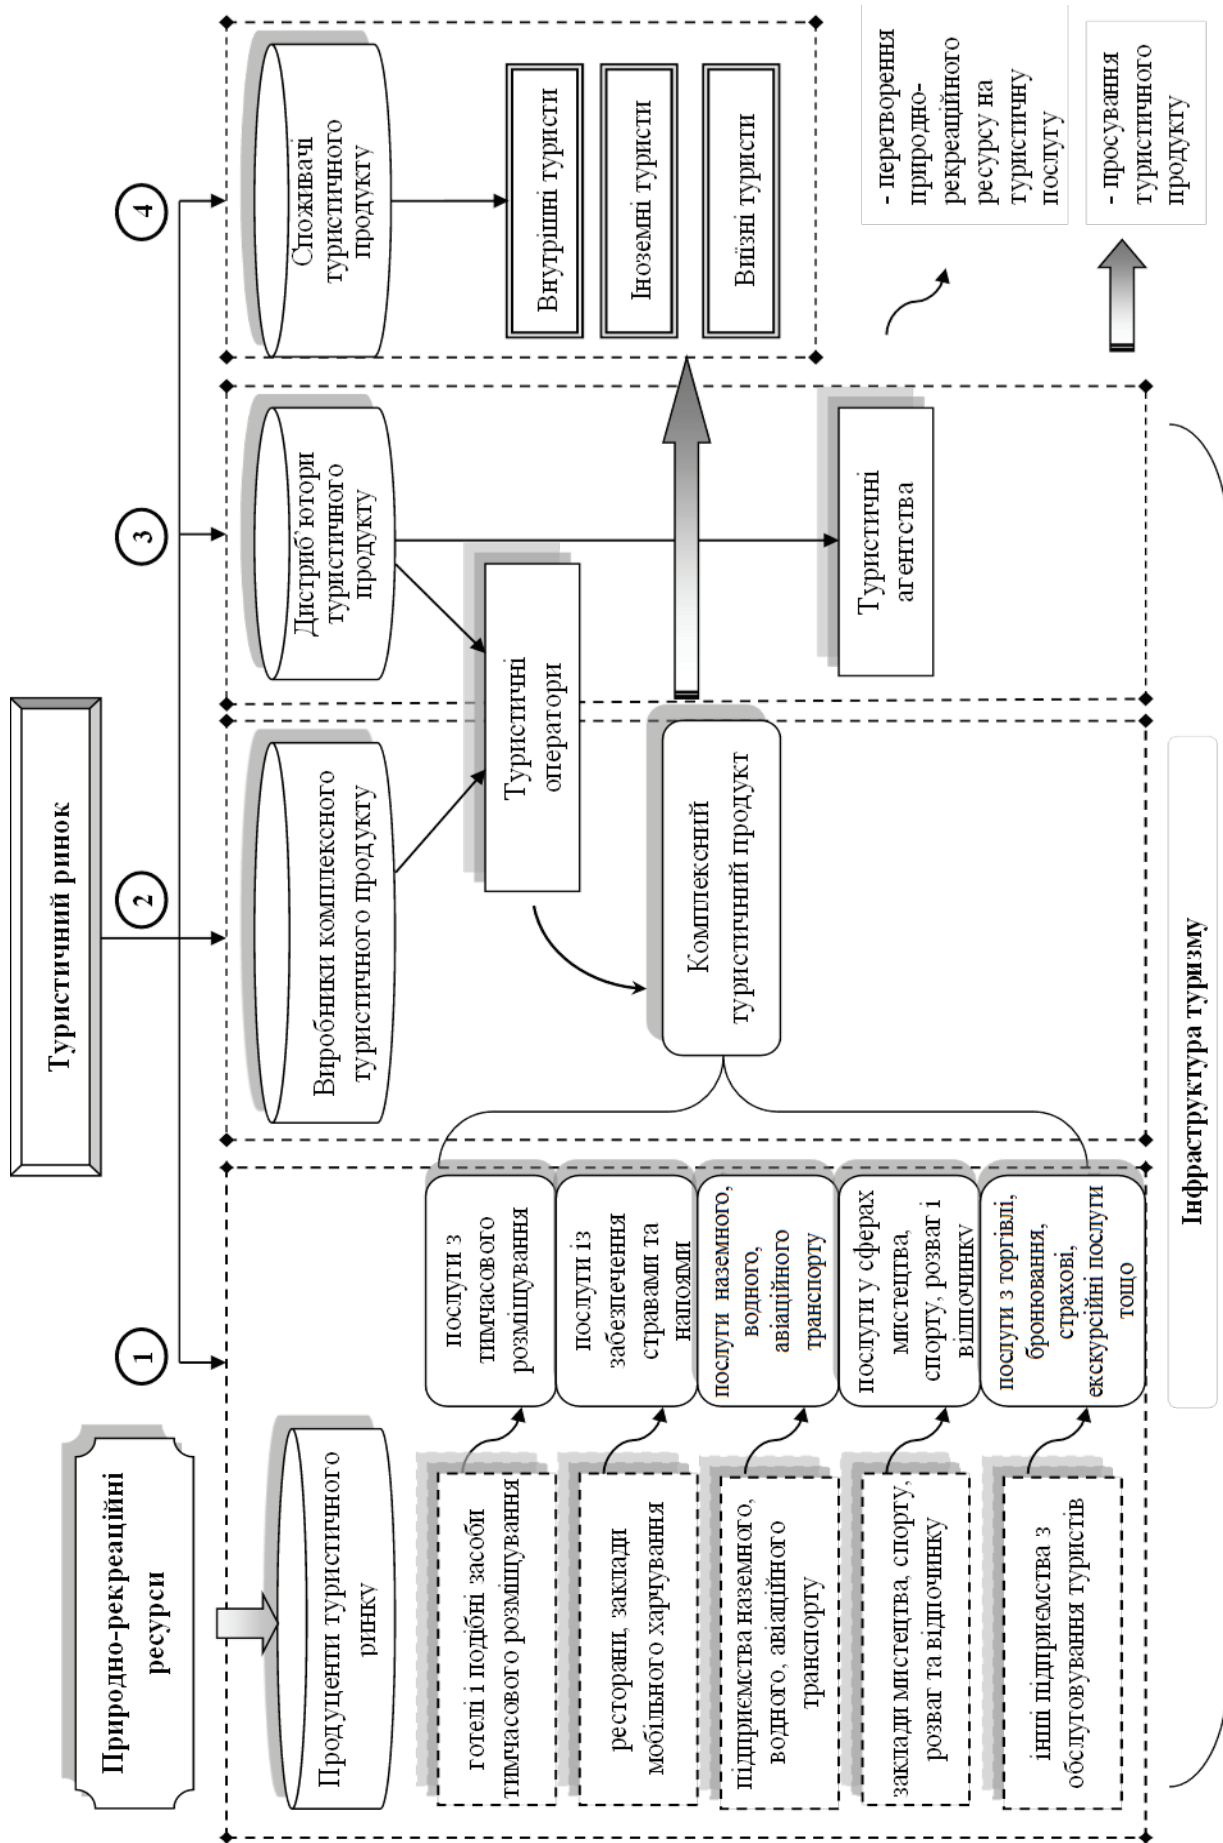 Природно-рекреаційні
ресурси
Туристичний ринок
1
2
3
4
Продуценти туристичного
ринку
Виробники комплексного
туристичного продукту
Дистриб'ютори
туристичного
продукту
Споживачі
туристичного
продукту
готелі і подібні засоби
тимчасового розміщування
послуги з
тимчасового
розміщування
ресторани, заклади
мобільного харчування
послуги із
забезпечення
стравами та
напоями
підприємства наземного,
водного, авіаційного
транспорту
послуги наземного,
водного,
авіаційного
транспорту
заклади мистецтва, спорту,
розваг та відпочинку
послуги у сферах
мистецтва,
спорту, розваг і
відпочинку
інші підприємства з
обслуговування туристів
послуги з торгівлі,
бронювання,
страхові,
екскурсійні послуги
тощо
Туристичні
оператори
Комплексний
туристичний продукт
Туристичні
агентства
Внутрішні туристи
Іноземні туристи
Виїзні туристи
- перетворення
природно-
рекреаційного
ресурсу на
туристичну
послугу
- просування
туристичного
продукту
Інфраструктура туризму